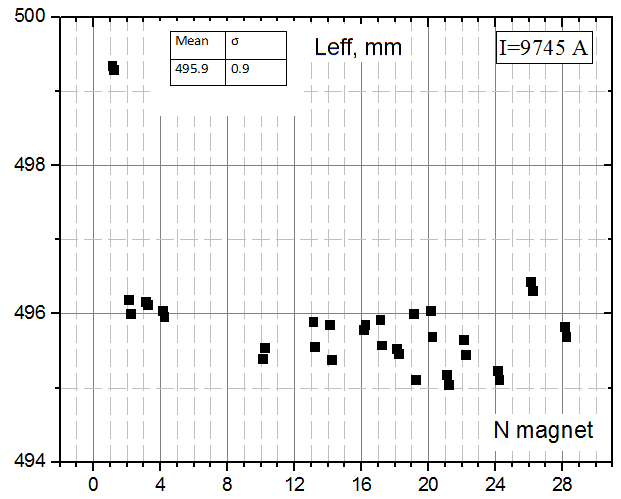 500
Mean σ
495.9 0.9
Leff, mm
I=9745 A
498
496
494
N magnet
0 4 8 12 16 20 24 28